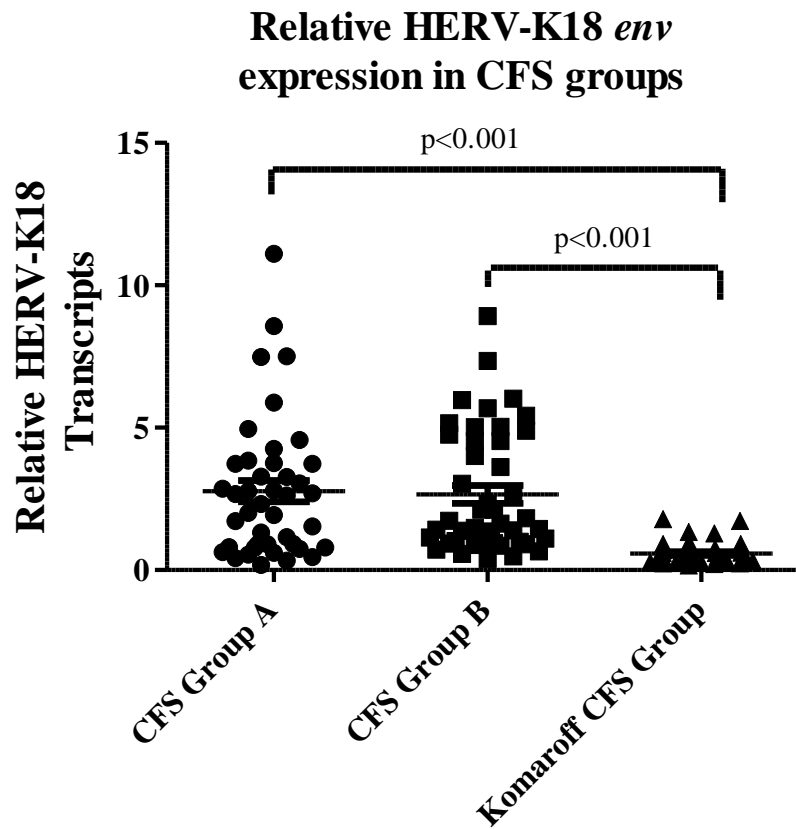 Relative HERV-K18 env
expression in CFS groups
p<0.001
p<0.001
Relative HERV-K18
Transcripts
15
10
5
0
CFS Group A
CFS Group B
Komaroff CFS Group